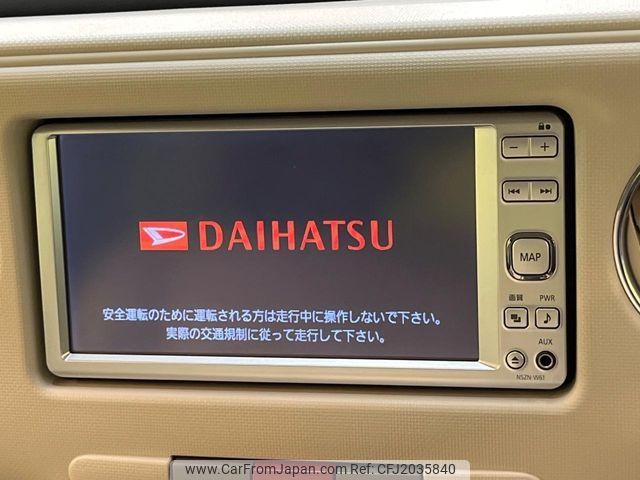 DAIHATSU
安全運転のために運転される方は走行中に操作しないで下さい。
実際の交通規制に従って走行して下さい。
MAP
画質 PWR
AUX
NSZN-W61
www.CarFromJapan.com | CFJ2035840